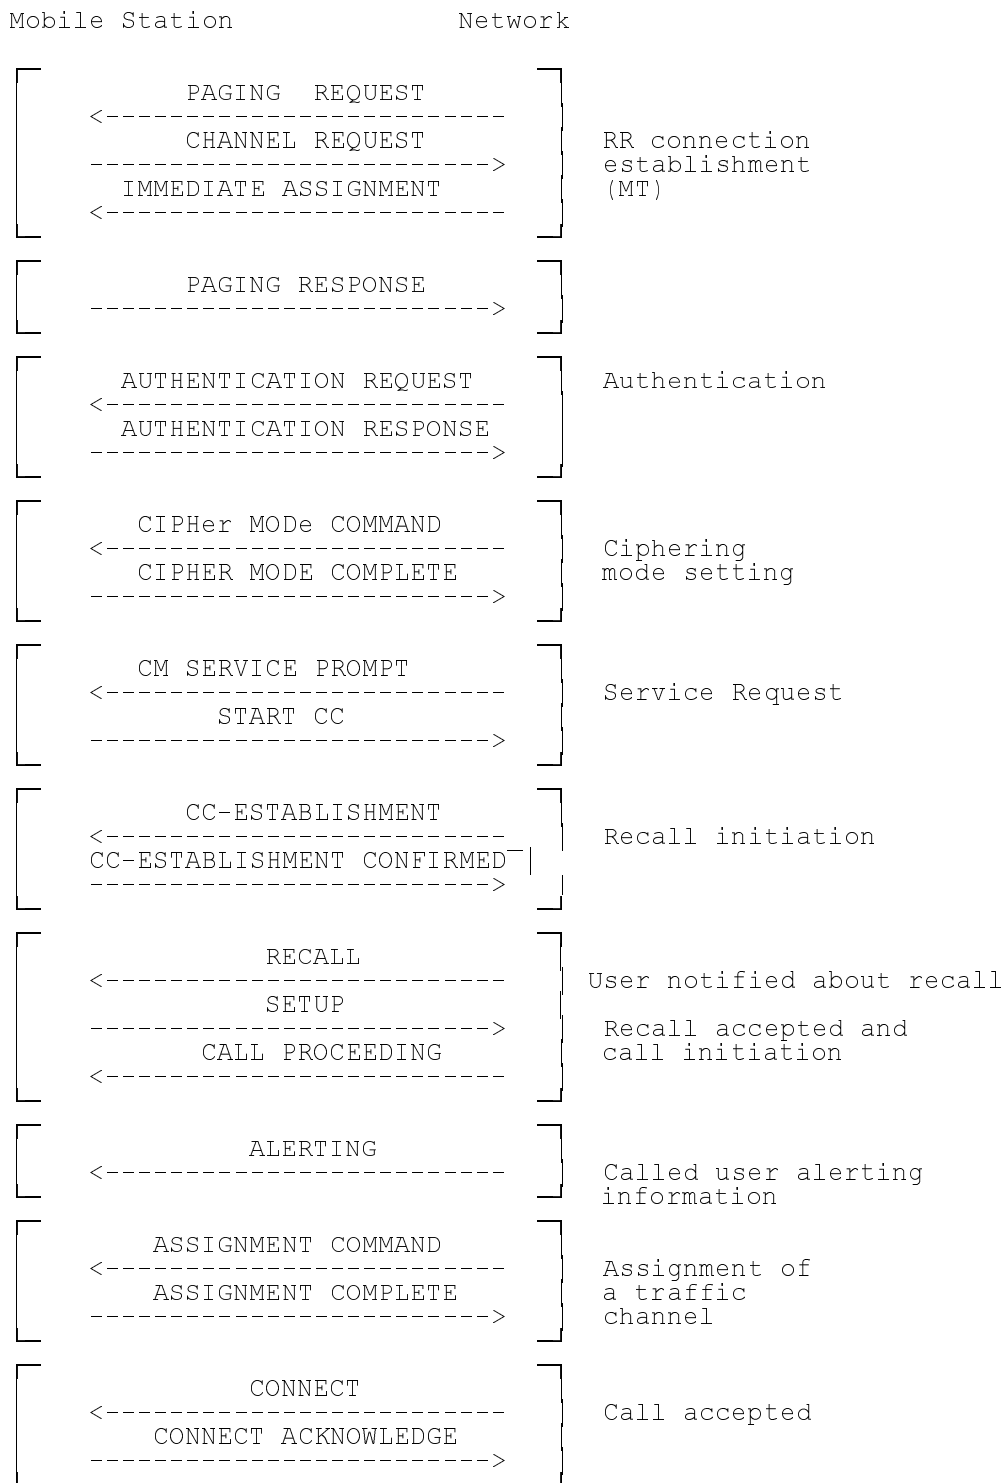 Mobile Station Network
PAGING REQUEST
<--------------------------
CHANNEL REQUEST RR connection
-------------------------> establishment
IMMEDIATE ASSIGNMENT (MT)
<--------------------------
PAGING RESPONSE
------------------------->
AUTHENTICATION REQUEST Authentication
<--------------------------
AUTHENTICATION RESPONSE
------------------------->
CIPHer MODe COMMAND
<-------------------------- Ciphering
CIPHER MODE COMPLETE mode setting
------------------------->
CM SERVICE PROMPT
<-------------------------- Service Request
START CC
------------------------->
CC-ESTABLISHMENT
<-------------------------- Recall initiation
CC-ESTABLISHMENT CONFIRMED
------------------------->
RECALL
<-------------------------- User notified about recall
SETUP
-------------------------> Recall accepted and
CALL PROCEEDING call initiation
<--------------------------
ALERTING
<-------------------------- Called user alerting
information
ASSIGNMENT COMMAND
<-------------------------- Assignment of
ASSIGNMENT COMPLETE a traffic
-------------------------> channel
CONNECT
<-------------------------- Call accepted
CONNECT ACKNOWLEDGE
------------------------->